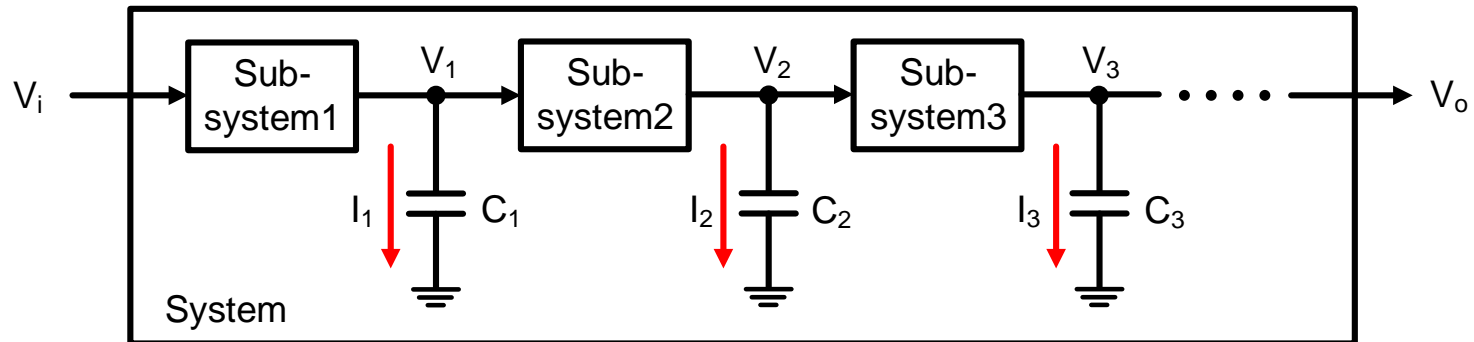 V₁
V₂
V₃
Sub-
system1
Sub-
system2
Sub-
system3
Vᵢ
Vₒ
I₁
C₁
I₂
C₂
I₃
C₃
System